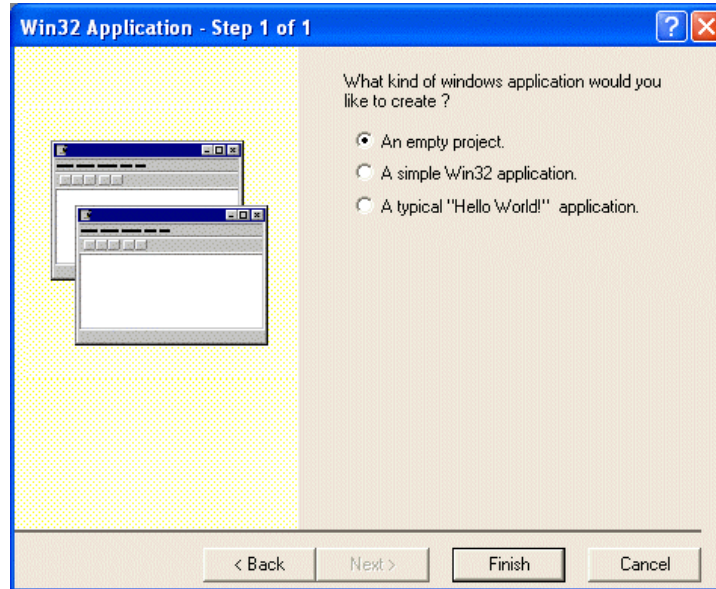 Win32 Application - Step 1 of 1
What kind of windows application would you
like to create ?
An empty project.
A simple Win32 application.
A typical "Hello World!" application.
< Back
Next >
Finish
Cancel